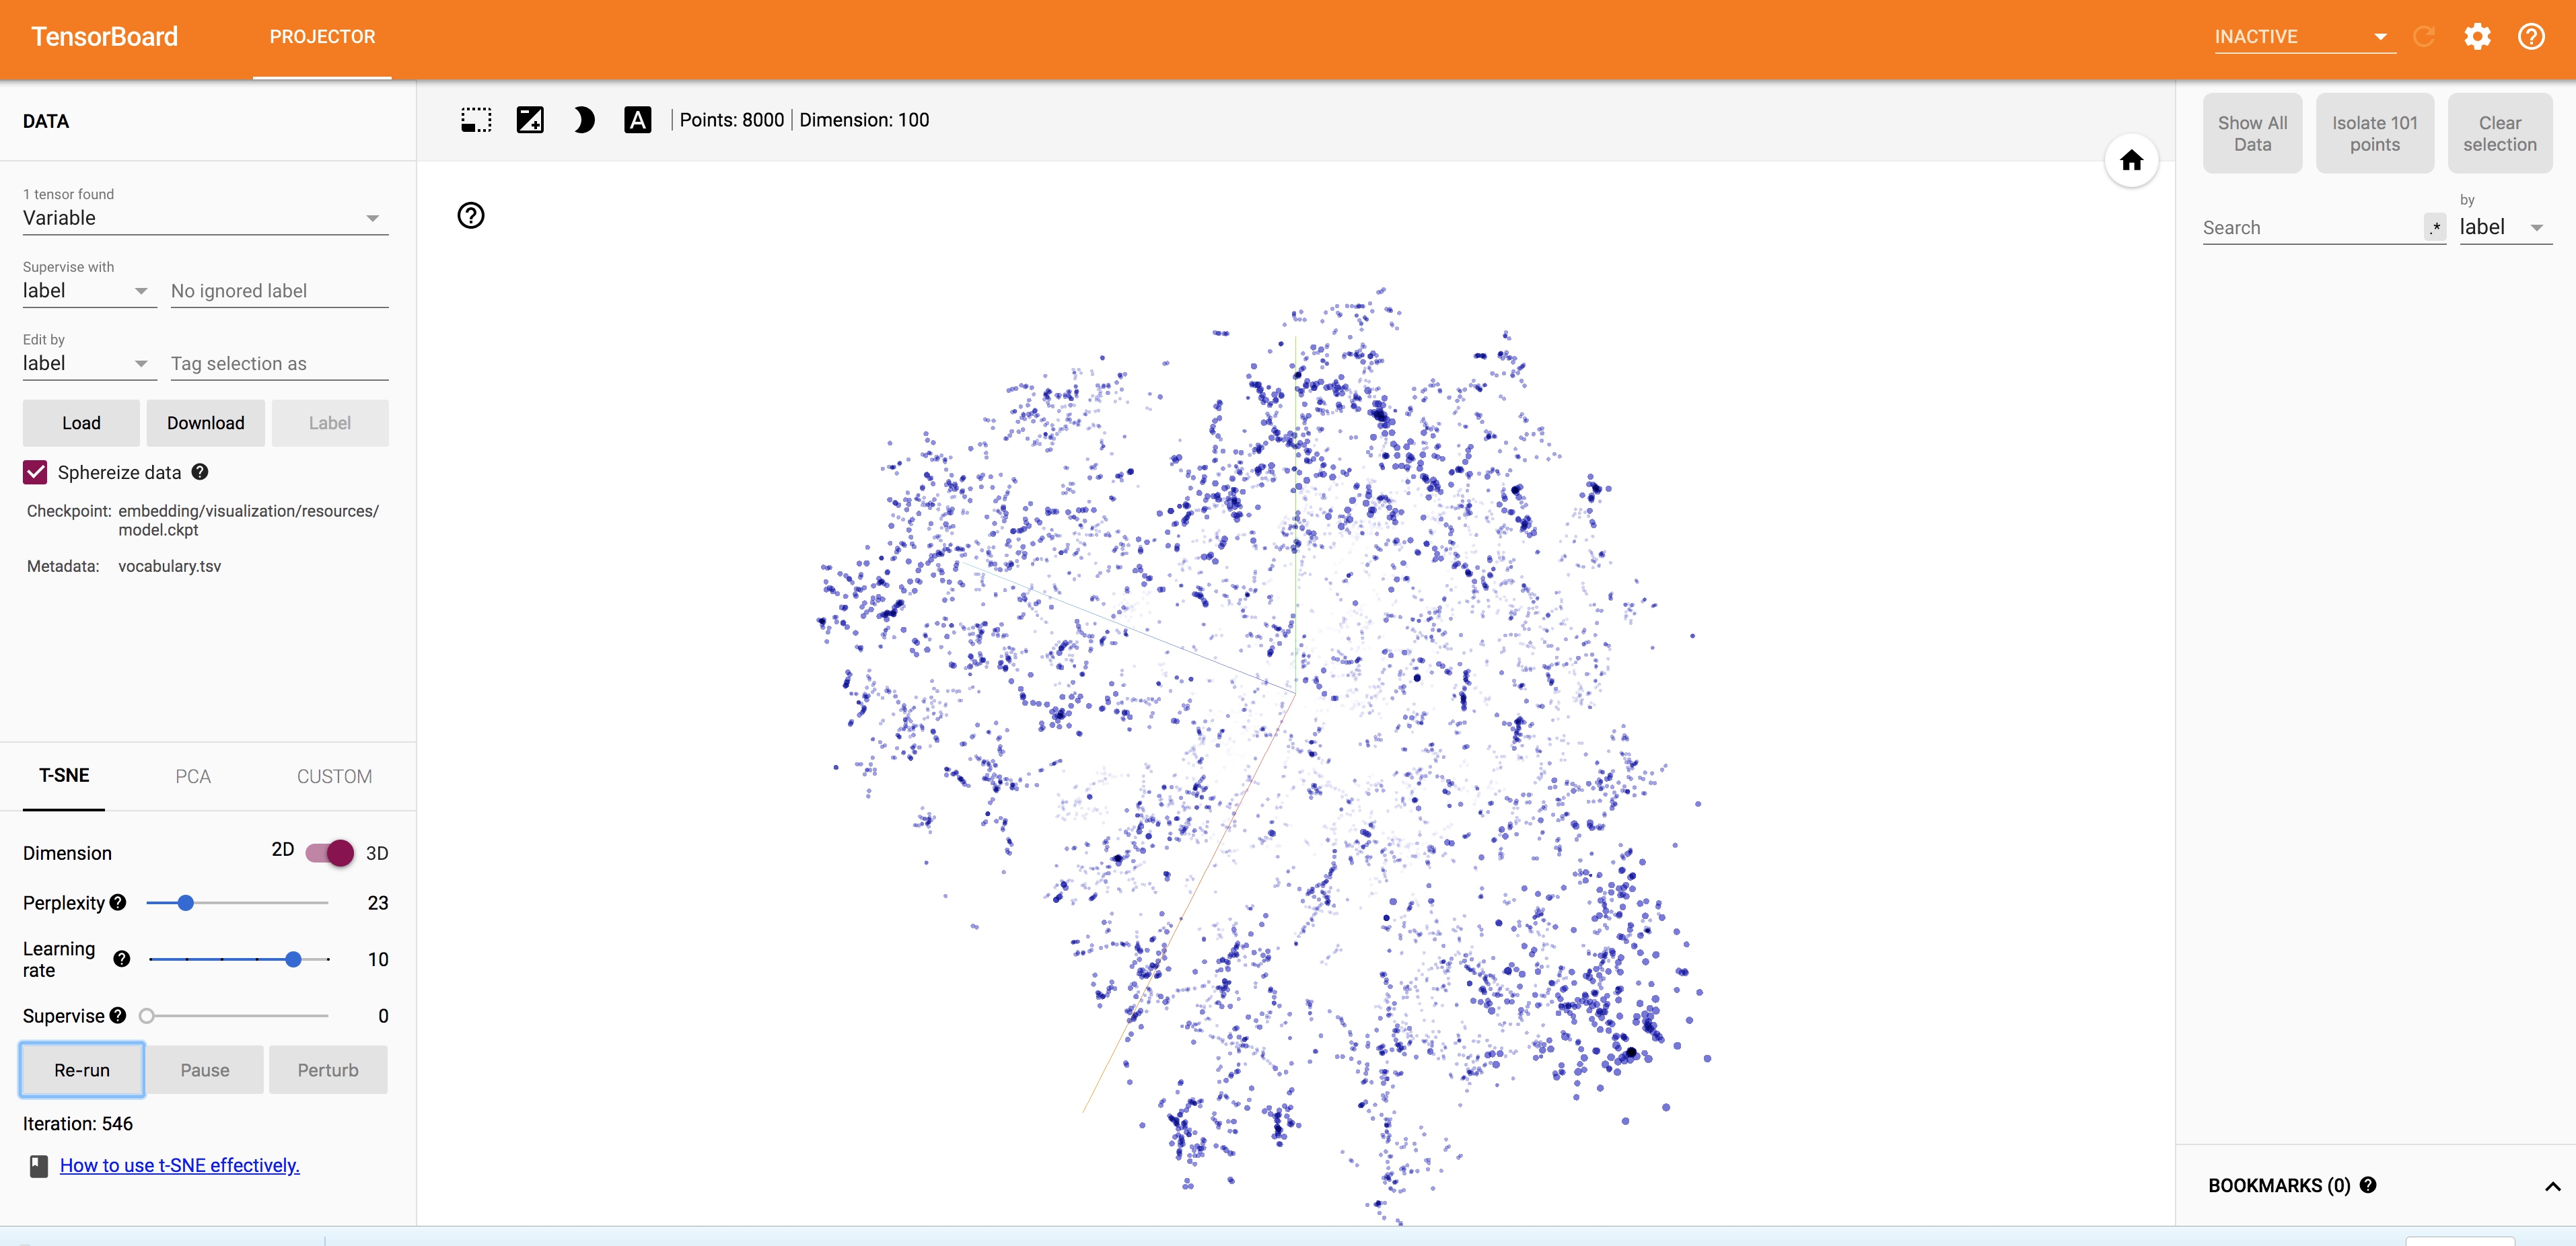 TensorBoard
PROJECTOR
INACTIVE
DATA
1 tensor found
Variable
Supervise with
label
No ignored label
Edit by
label
Tag selection as
Load
Download
Label
Sphereize data
Checkpoint: embedding/visualization/resources/
model.ckpt
Metadata: vocabulary.tsv
T-SNE
PCA
CUSTOM
Dimension
2D
3D
Perplexity
23
Learning
rate
10
Supervise
0
Re-run
Pause
Perturb
Iteration: 546
How to use t-SNE effectively.
A
Points: 8000
Dimension: 100
Show All
Data
Isolate 101
points
Clear
selection
Search
.*
by
label
BOOKMARKS (0)